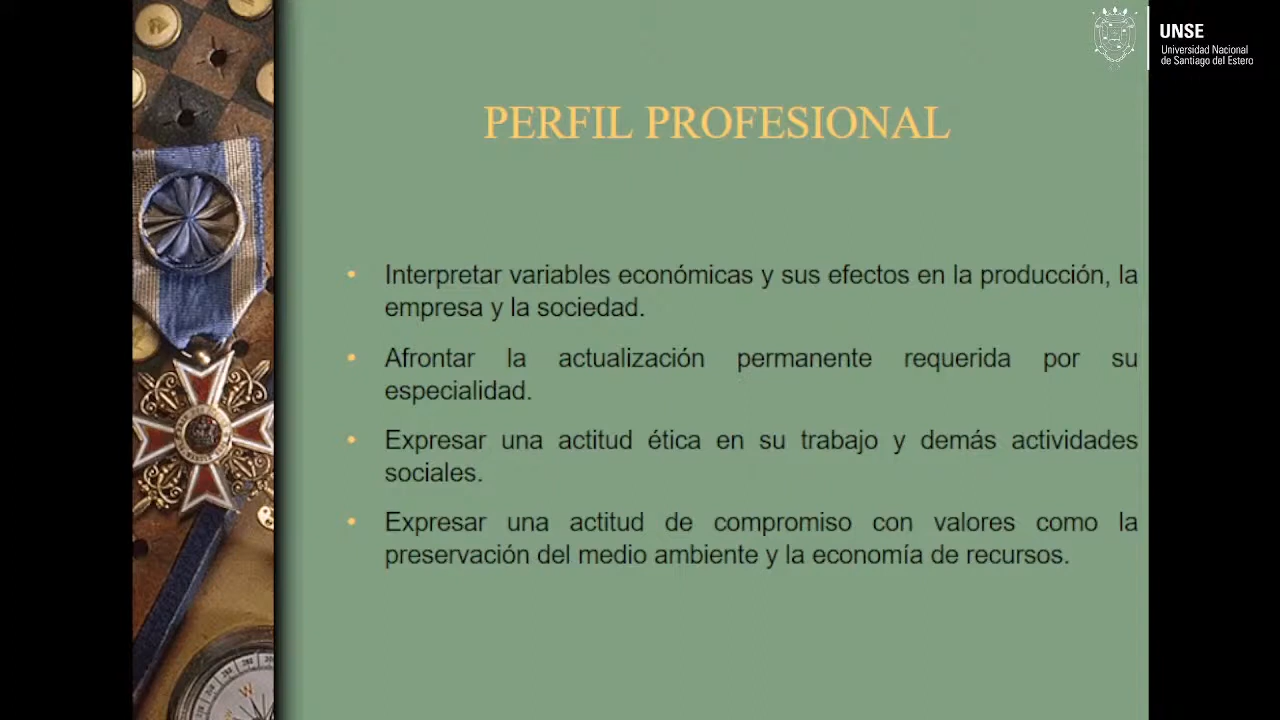 UNSE
Universidad Nacional
de Santiago del Estero
PERFIL PROFESIONAL
• Interpretar variables económicas y sus efectos en la producción, la
empresa y la sociedad.
• Afrontar la actualización permanente requerida por su
especialidad.
• Expresar una actitud ética en su trabajo y demás actividades
sociales.
• Expresar una actitud de compromiso con valores como la
preservación del medio ambiente y la economía de recursos.
W